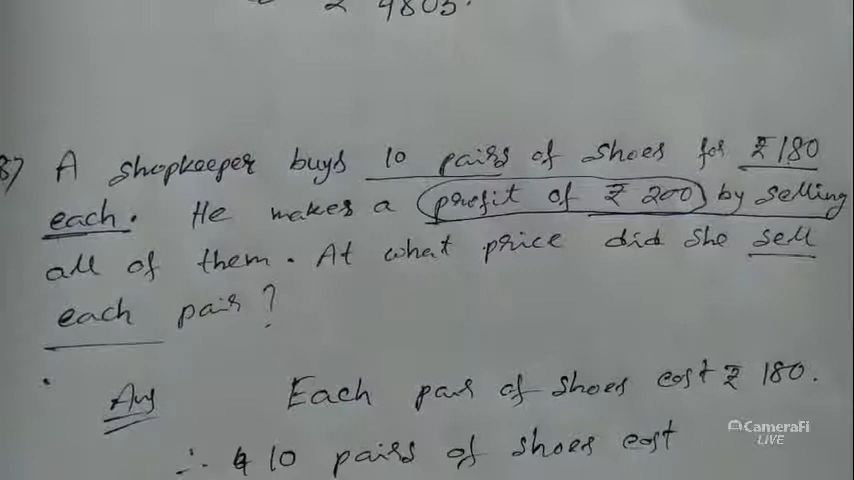 ₹ 4805.
8) A shopkeeper buys 10 pairs of shoes for ₹180
each. He makes a profit of ₹ 200 by selling
all of them. At what price did she sell
each pair?
Ans Each pair of shoes cost ₹ 180.
∴ 10 pairs of shoes cost
CameraFi
LIVE